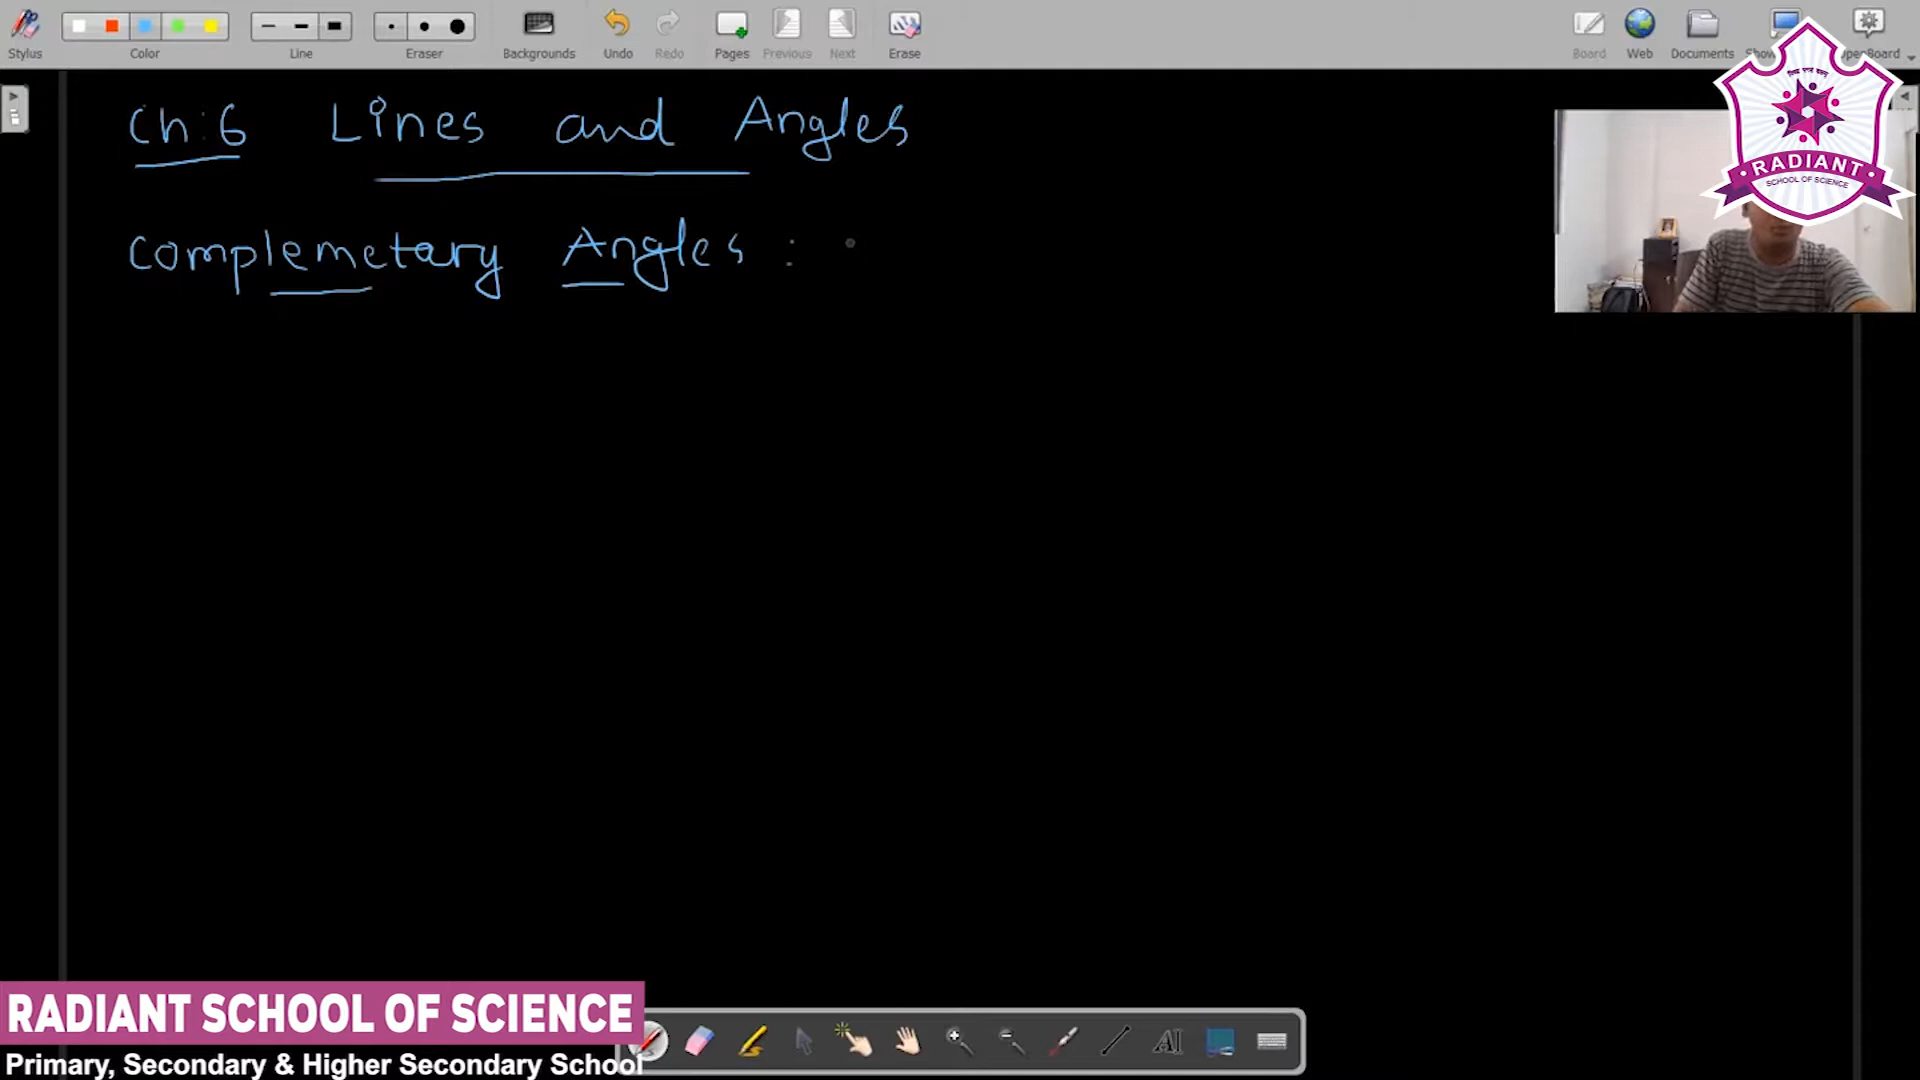 Stylus Color Line Eraser Backgrounds Undo Redo Pages Previous Next Erase Board Web Documents
RADIANT
SCHOOL OF SCIENCE
Ch:6 Lines and Angles
Complemetary Angles :
RADIANT SCHOOL OF SCIENCE
Primary, Secondary & Higher Secondary School